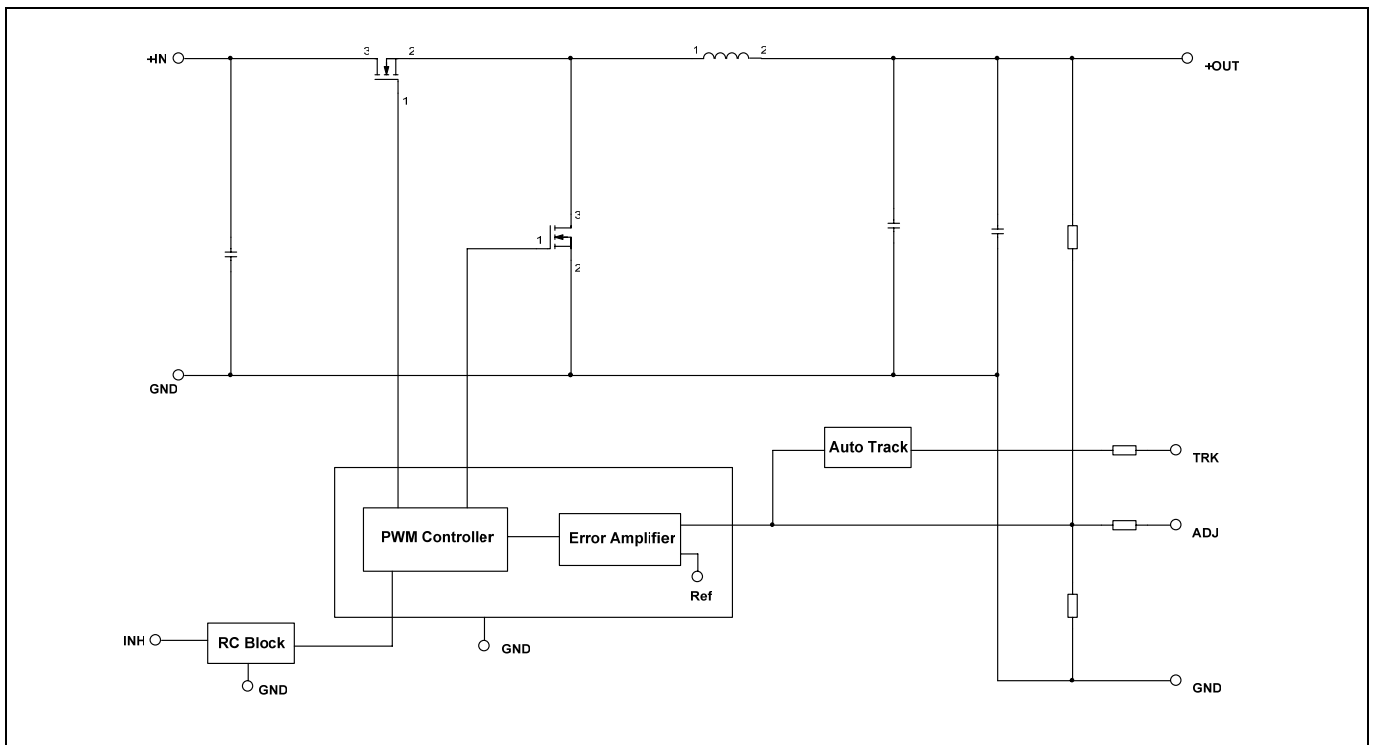 +IN
3
2
1
1
2
+OUT
3
1
2
GND
Auto Track
TRK
PWM Controller
Error Amplifier
ADJ
Ref
INH
RC Block
GND
GND
GND